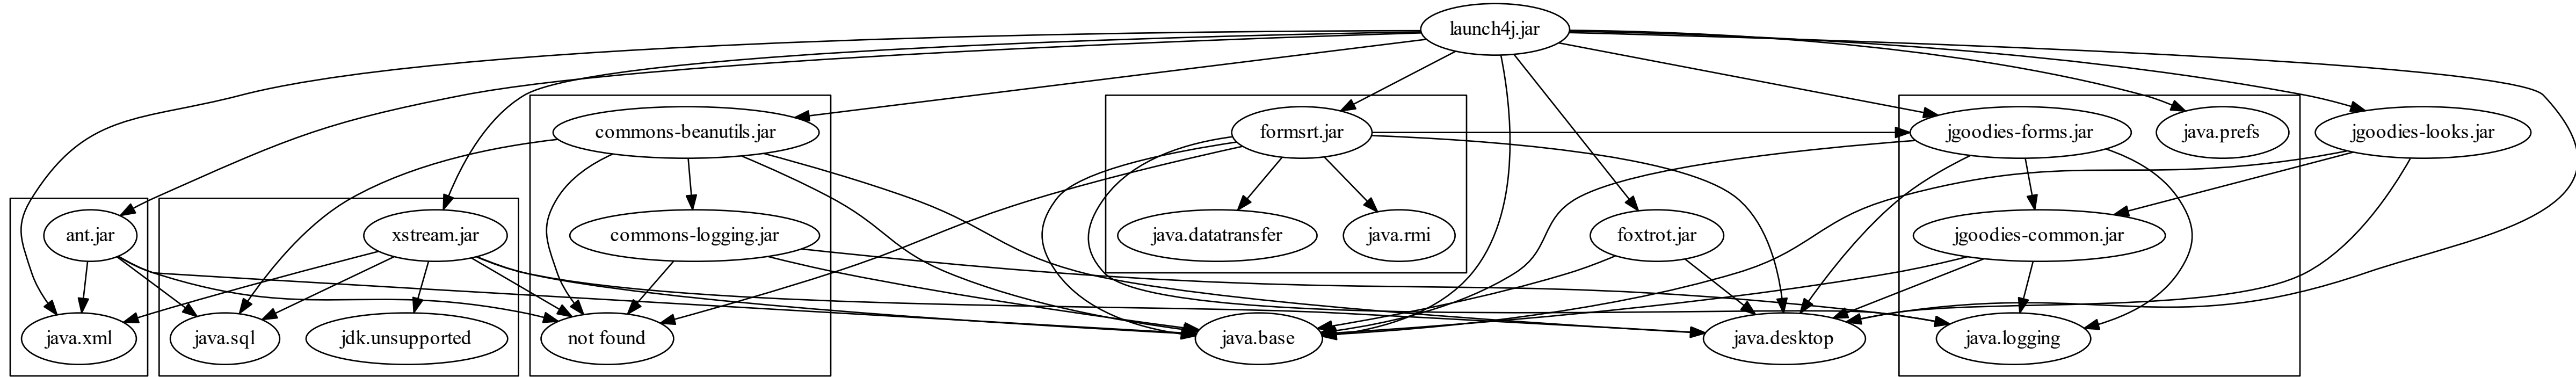 launch4j.jar
commons-beanutils.jar
formsrt.jar
jgoodies-forms.jar
java.prefs
jgoodies-looks.jar
ant.jar
xstream.jar
commons-logging.jar
java.datatransfer
java.rmi
foxtrot.jar
jgoodies-common.jar
java.xml
java.sql
jdk.unsupported
not found
java.base
java.desktop
java.logging